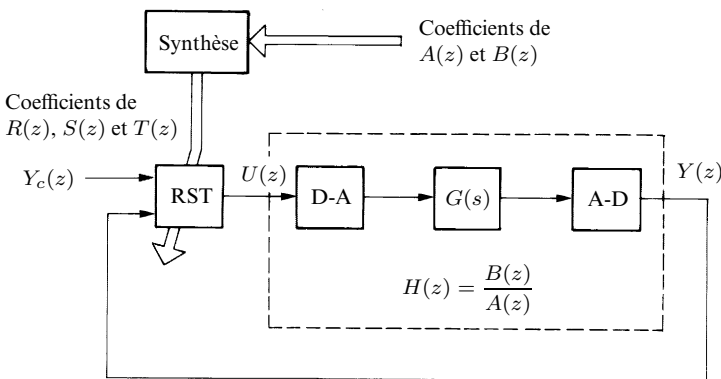 Synthèse
Coefficients de
A(z) et B(z)
Coefficients de
R(z), S(z) et T(z)
Y_c(z)
RST
U(z)
D-A
G(s)
A-D
Y(z)
H(z) = B(z)/A(z)